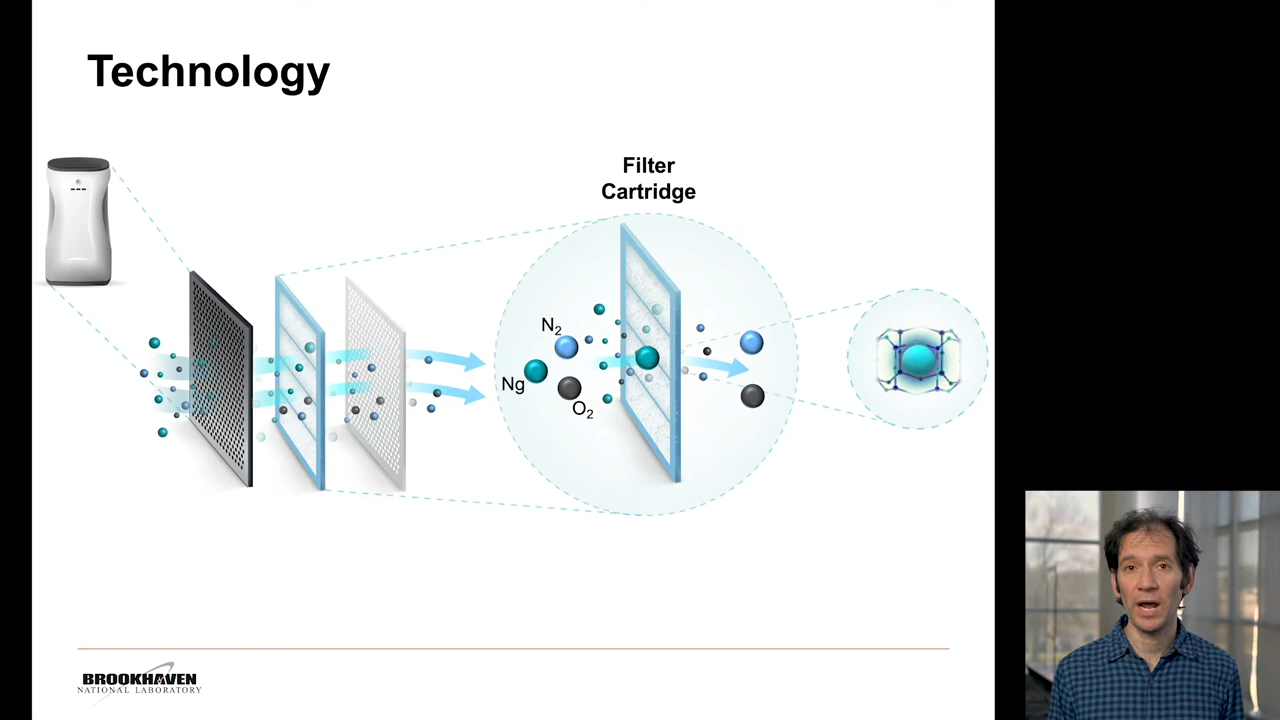 Technology
Filter
Cartridge
N₂
Ng
O₂
BROOKHAVEN
NATIONAL LABORATORY